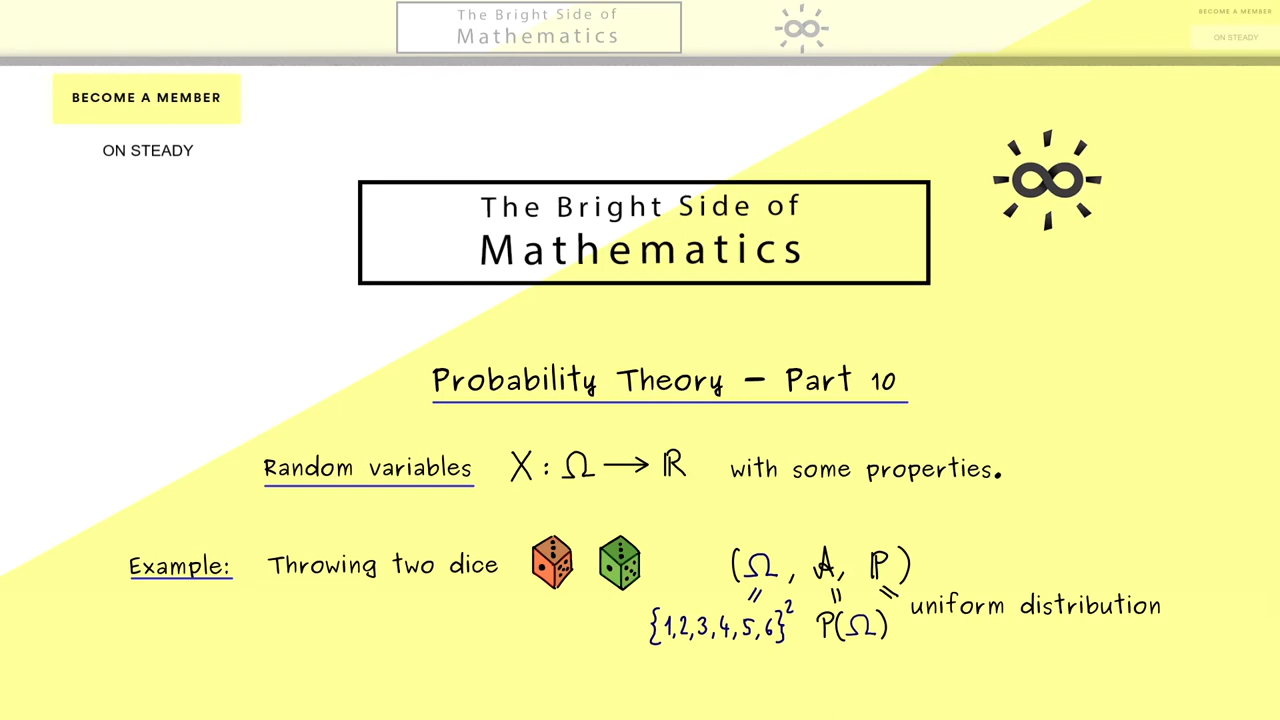 The Bright Side of
Mathematics
BECOME A MEMBER
ON STEADY
BECOME A MEMBER
ON STEADY
The Bright Side of
Mathematics
Probability Theory – Part 10
Random variables X : Ω ⟶ ℝ with some properties.
Example: Throwing two dice (Ω, 𝒜, ℙ)
{1,2,3,4,5,6}² P(Ω) uniform distribution